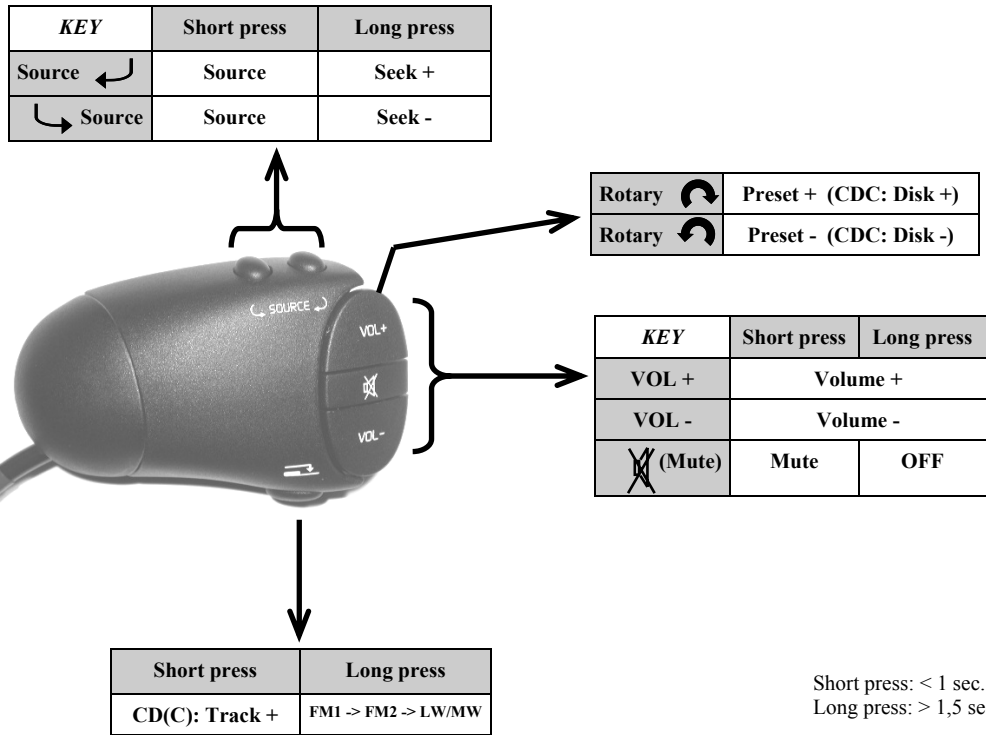 KEY Short press Long press
Source Source Seek +
Source Source Seek -
Rotary Preset + (CDC: Disk +)
Rotary Preset - (CDC: Disk -)
SOURCE
VOL+
VOL-
KEY Short press Long press
VOL + Volume +
VOL - Volume -
(Mute) Mute OFF
Short press Long press
CD(C): Track + FM1 -> FM2 -> LW/MW
Short press: < 1 sec.
Long press: > 1,5 se